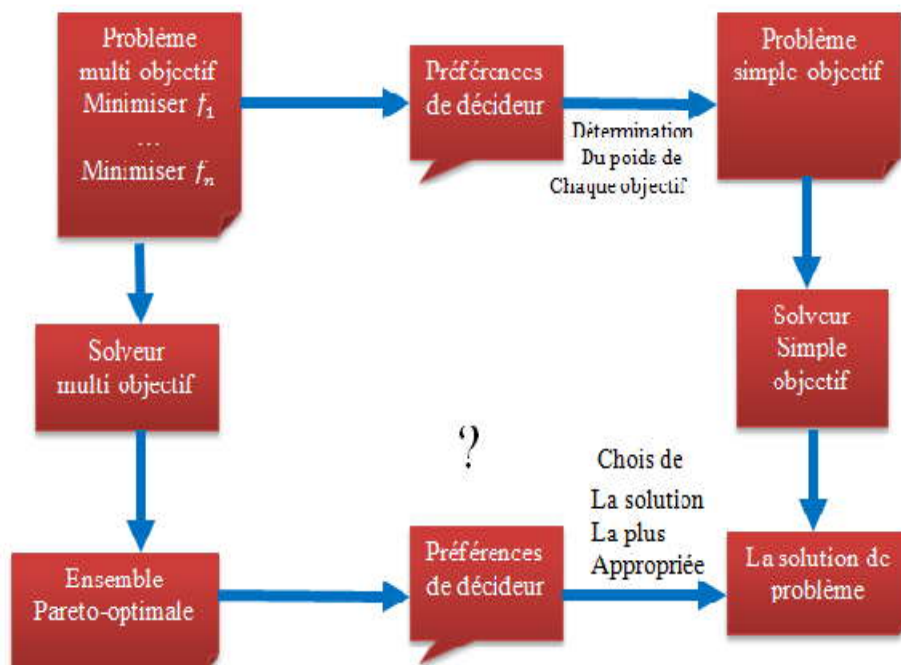 Problème
multi objectif
Minimiser f₁
...
Minimiser fₙ
Préférences
de décideur
Détermination
Du poids de
Chaque objectif
Problème
simple objectif
Solveur
multi objectif
Solveur
Simple
objectif
?
Chois de
La solution
La plus
Appropriée
Ensemble
Pareto-optimale
Préférences
de décideur
La solution de
problème